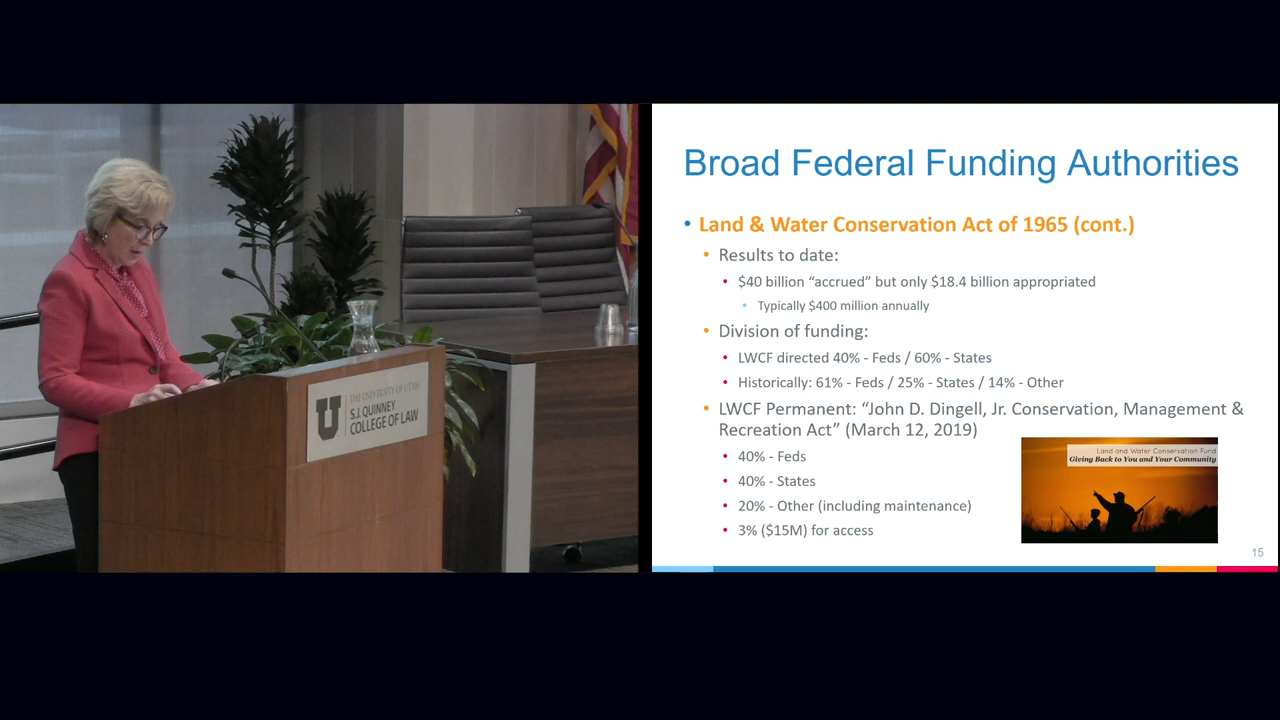 THE UNIVERSITY OF UTAH
S.J. QUINNEY
COLLEGE OF LAW
Broad Federal Funding Authorities
• Land & Water Conservation Act of 1965 (cont.)
• Results to date:
• $40 billion “accrued” but only $18.4 billion appropriated
• Typically $400 million annually
• Division of funding:
• LWCF directed 40% - Feds / 60% - States
• Historically: 61% - Feds / 25% - States / 14% - Other
• LWCF Permanent: “John D. Dingell, Jr. Conservation, Management &
Recreation Act” (March 12, 2019)
• 40% - Feds
• 40% - States
• 20% - Other (including maintenance)
• 3% ($15M) for access
Land and Water Conservation Fund
Giving Back to You and Your Community
15